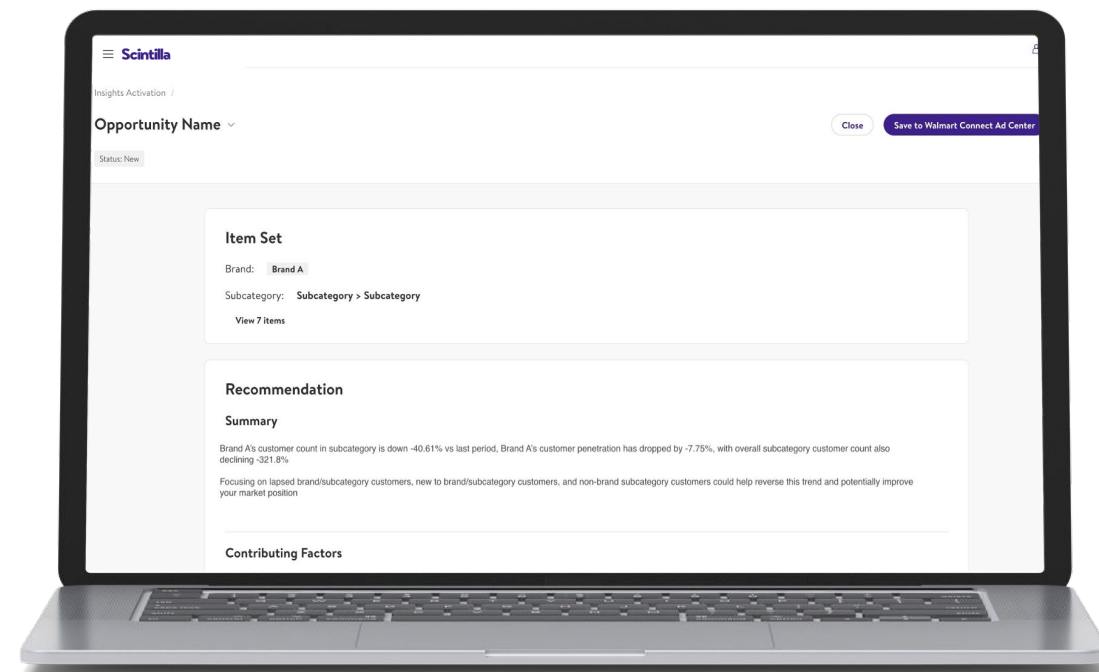 Scintilla
Insights Activation /
Opportunity Name
Close
Save to Walmart Connect Ad Center
Status: New
Item Set
Brand: Brand A
Subcategory: Subcategory > Subcategory
View 7 items
Recommendation
Summary
Brand A's customer count in subcategory is down -40.61% vs last period, Brand A's customer penetration has dropped by -7.75%, with overall subcategory customer count also
declining -321.8%
Focusing on lapsed brand/subcategory customers, new to brand/subcategory customers, and non-brand subcategory customers could help reverse this trend and potentially improve
your market position
Contributing Factors